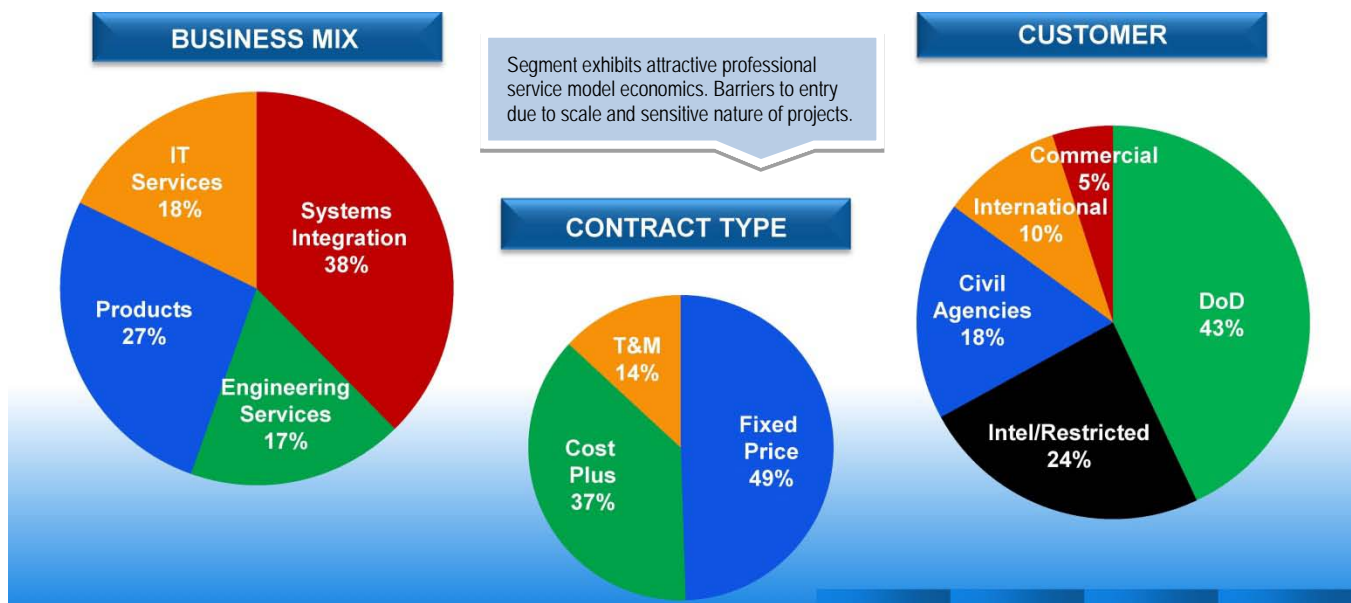 BUSINESS MIX
IT
Services
18%
Systems
Integration
38%
Products
27%
Engineering
Services
17%
Segment exhibits attractive professional
service model economics. Barriers to entry
due to scale and sensitive nature of projects.
CONTRACT TYPE
T&M
14%
Fixed
Price
49%
Cost
Plus
37%
CUSTOMER
Commercial
5%
International
10%
Civil
Agencies
18%
DoD
43%
Intel/Restricted
24%